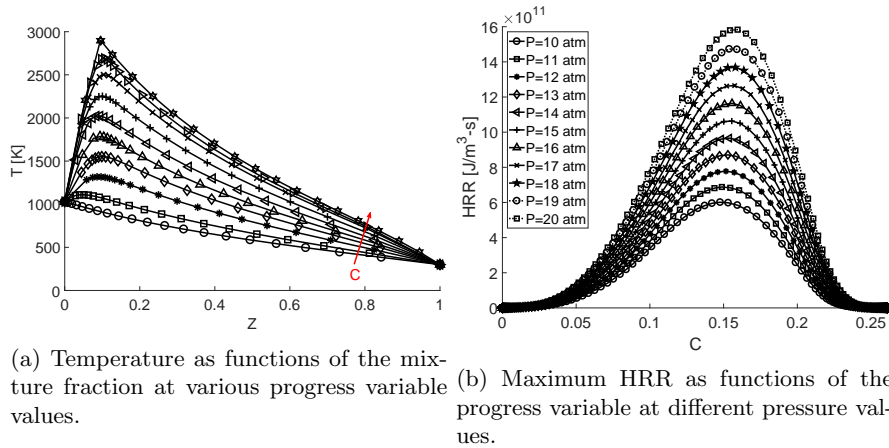 3000
2500
2000
1500
1000
500
0
T [K]
0
0.2
0.4
0.6
0.8
1
Z
C
(a) Temperature as functions of the mix-
ture fraction at various progress variable
values.
×10¹¹
16
14
12
10
8
6
4
2
0
HRR [J/m³-s]
P=10 atm
P=11 atm
P=12 atm
P=13 atm
P=14 atm
P=15 atm
P=16 atm
P=17 atm
P=18 atm
P=19 atm
P=20 atm
0
0.05
0.1
0.15
0.2
0.25
C
(b) Maximum HRR as functions of the
progress variable at different pressure val-
ues.